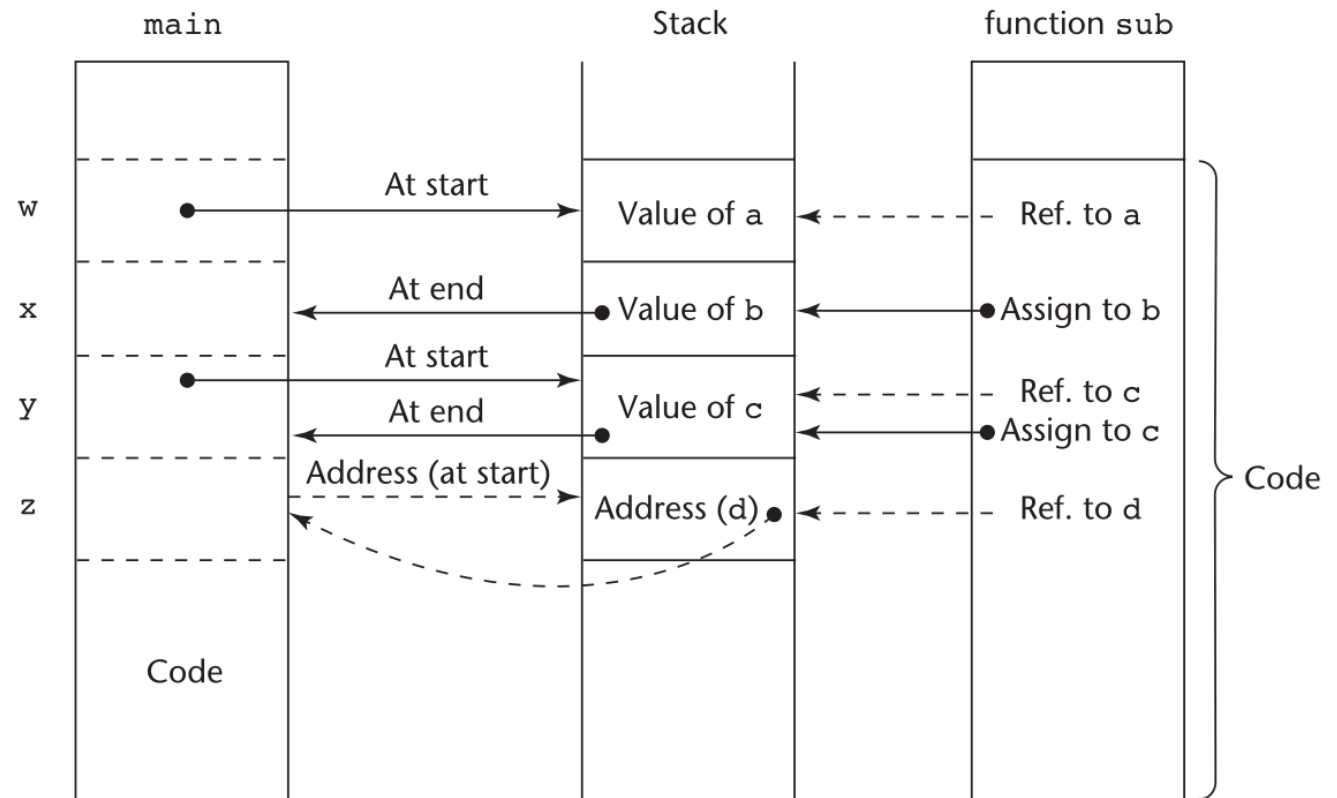 main
Stack
function sub
w
At start
Value of a
Ref. to a
x
At end
Value of b
Assign to b
At start
y
Value of c
Ref. to c
At end
Assign to c
Address (at start)
z
Address (d)
Ref. to d
Code
Code